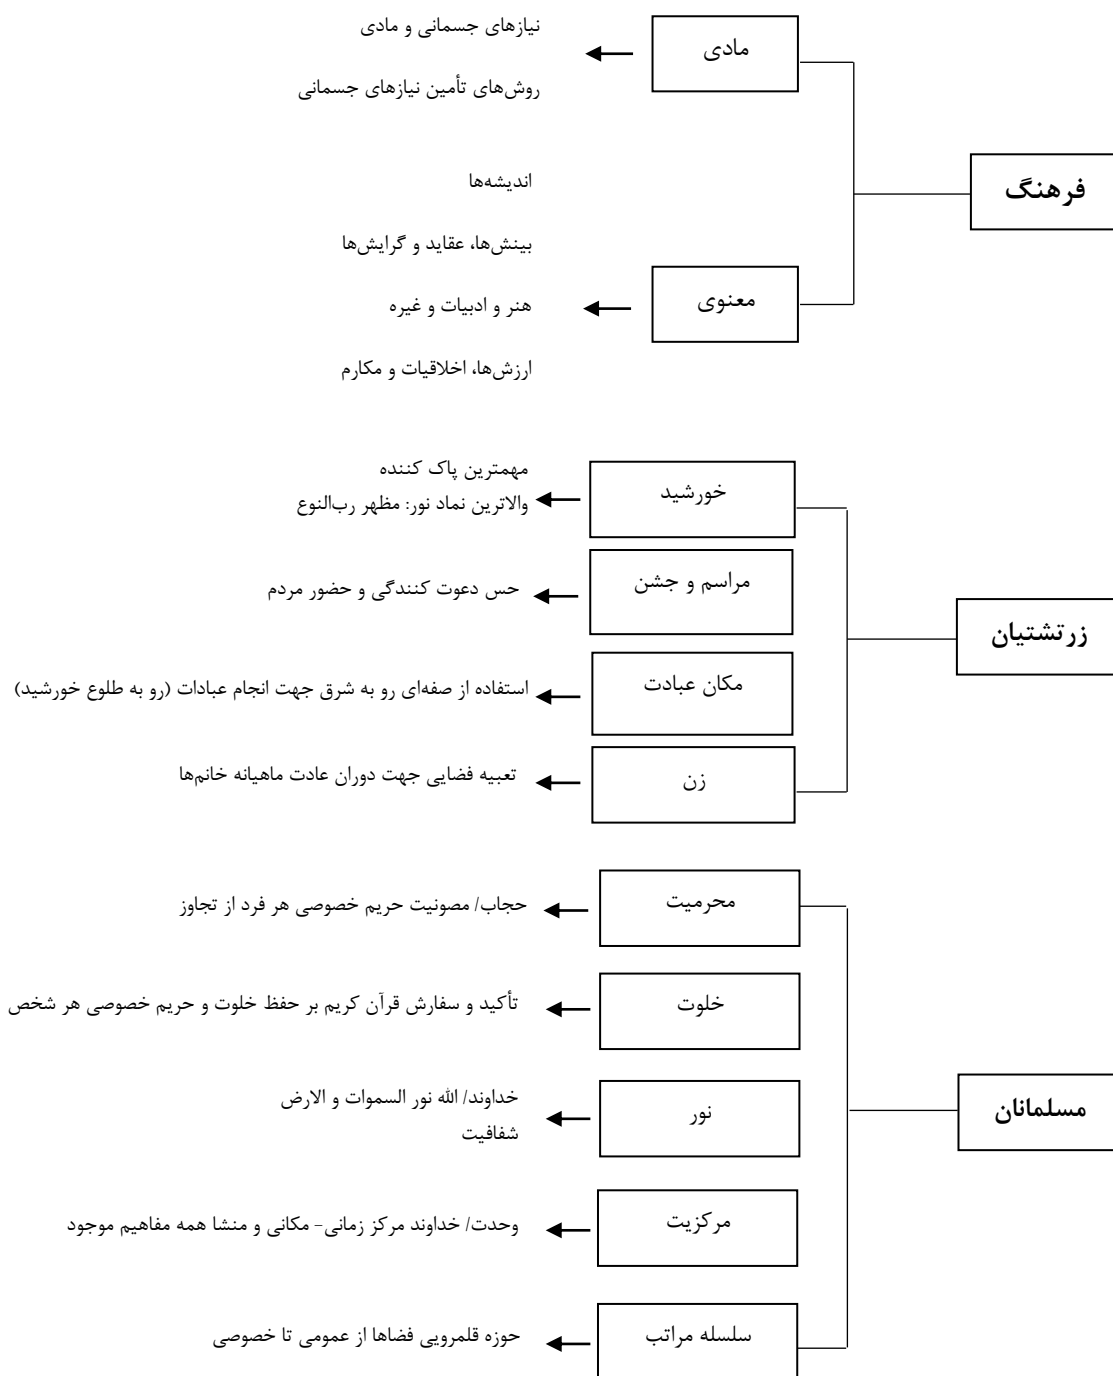 فرهنگ
مادی
نیازهای جسمانی و مادی
روش‌های تأمین نیازهای جسمانی
معنوی
اندیشه‌ها
بینش‌ها، عقاید و گرایش‌ها
هنر و ادبیات و غیره
ارزش‌ها، اخلاقیات و مکارم
زرتشتیان
خورشید
مهمترین پاک کننده
والاترین نماد نور: مظهر رب‌النوع
مراسم و جشن
حس دعوت کنندگی و حضور مردم
مکان عبادت
استفاده از صفه‌ای رو به شرق جهت انجام عبادات (رو به طلوع خورشید)
زن
تعبیه فضایی جهت دوران عادت ماهیانه خانم‌ها
مسلمانان
محرمیت
حجاب/ مصونیت حریم خصوصی هر فرد از تجاوز
خلوت
تأکید و سفارش قرآن کریم بر حفظ خلوت و حریم خصوصی هر شخص
نور
خداوند/ الله نور السموات و الارض
شفافیت
مرکزیت
وحدت/ خداوند مرکز زمانی- مکانی و منشا همه مفاهیم موجود
سلسله مراتب
حوزه قلمرویی فضاها از عمومی تا خصوصی